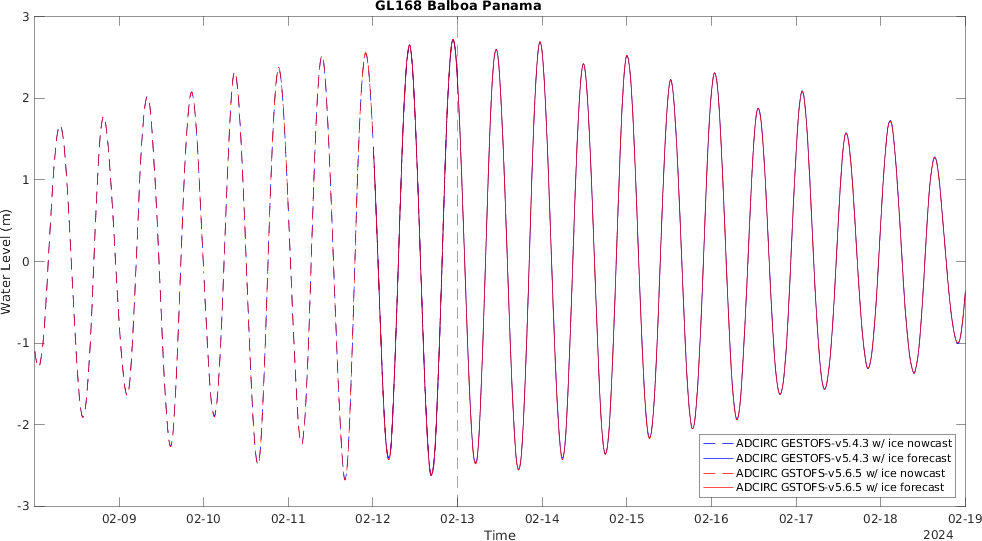 GL168 Balboa Panama
3
2
1
0
-1
-2
-3
Water Level (m)
02-09 02-10 02-11 02-12 02-13 02-14 02-15 02-16 02-17 02-18 02-19
Time
2024
ADCIRC GESTOFS-v5.4.3 w/ ice nowcast
ADCIRC GESTOFS-v5.4.3 w/ ice forecast
ADCIRC GSTOFS-v5.6.5 w/ ice nowcast
ADCIRC GSTOFS-v5.6.5 w/ ice forecast